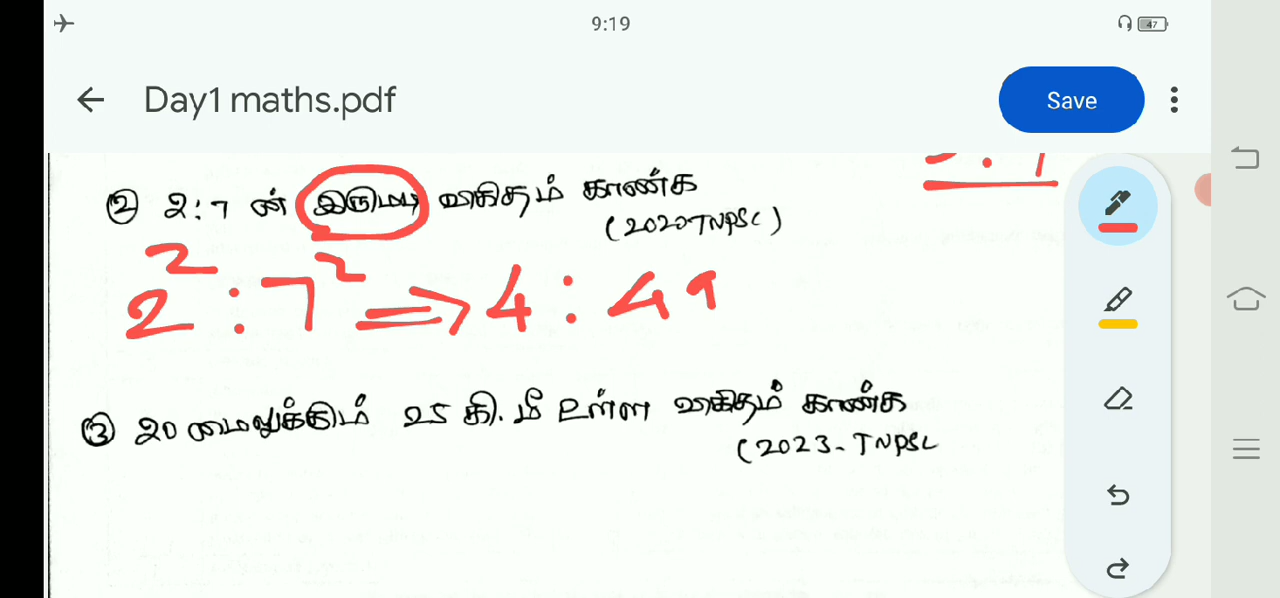 9:19
47
Day1 maths.pdf
Save
② 2:7 ன் இருமடி விகிதம் காண்க
(2020-TNPSC)
2² : 7² ⇒ 4 : 49
③ 20 மைலுக்கும் 25 கி.மீ உள்ள விகிதம் காண்க
(2023-TNPSC